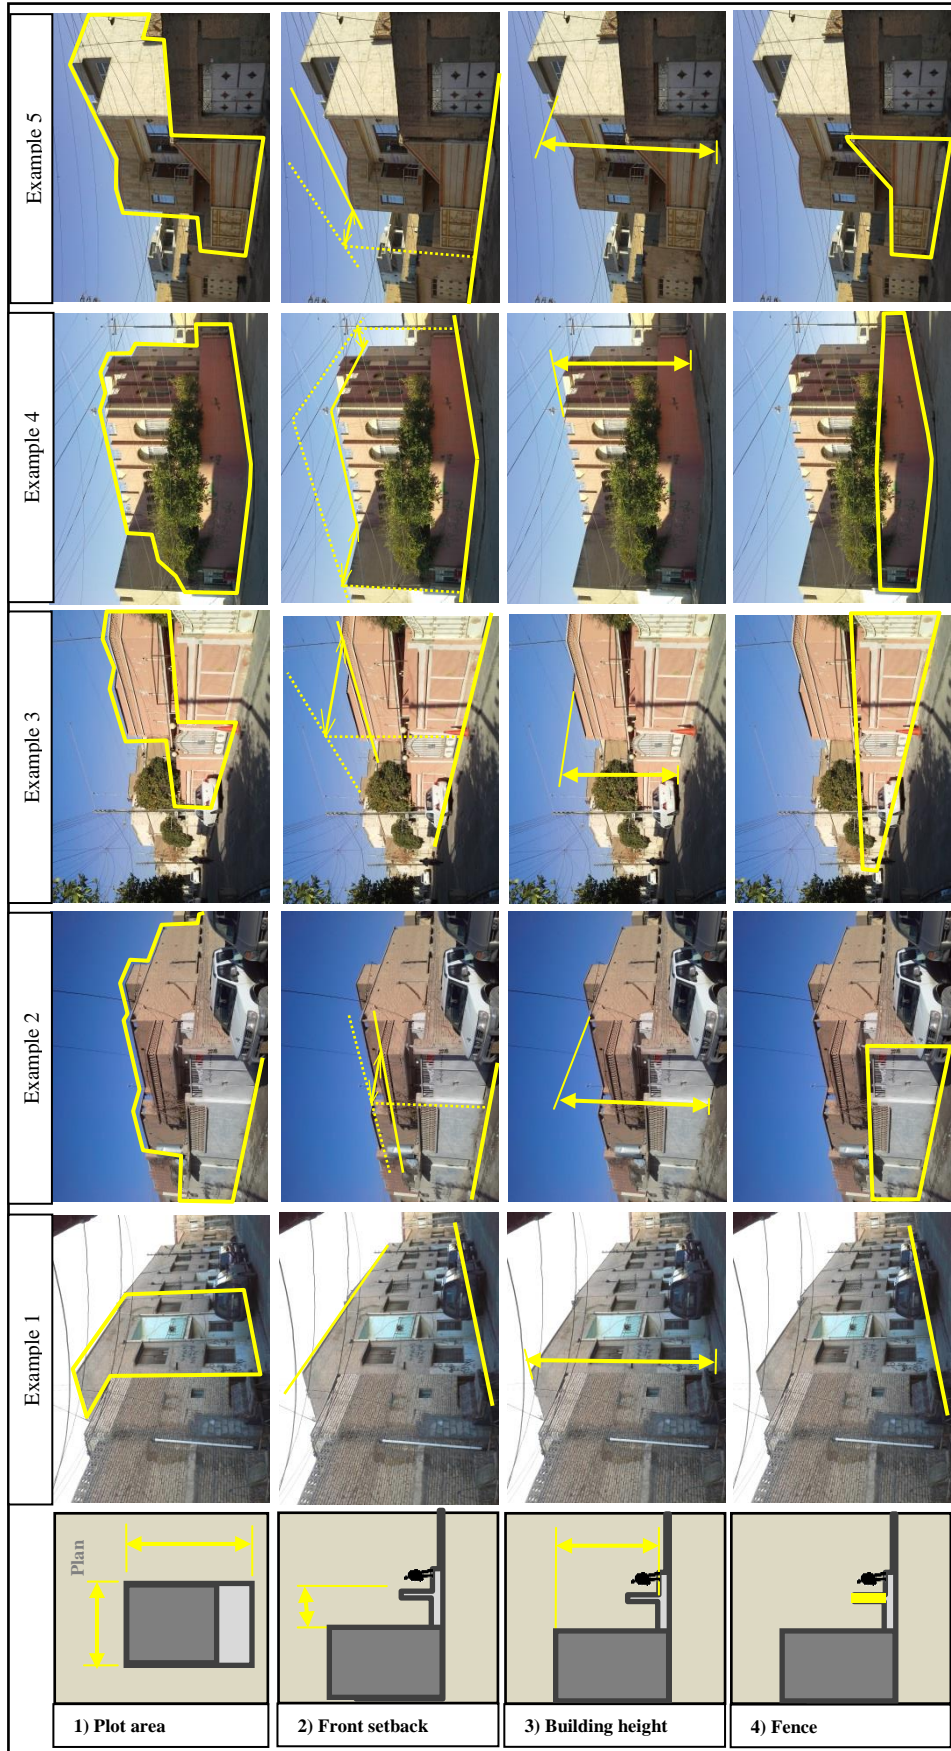 Example 1
Example 2
Example 3
Example 4
Example 5
1) Plot area
Plan
2) Front setback
3) Building height
4) Fence